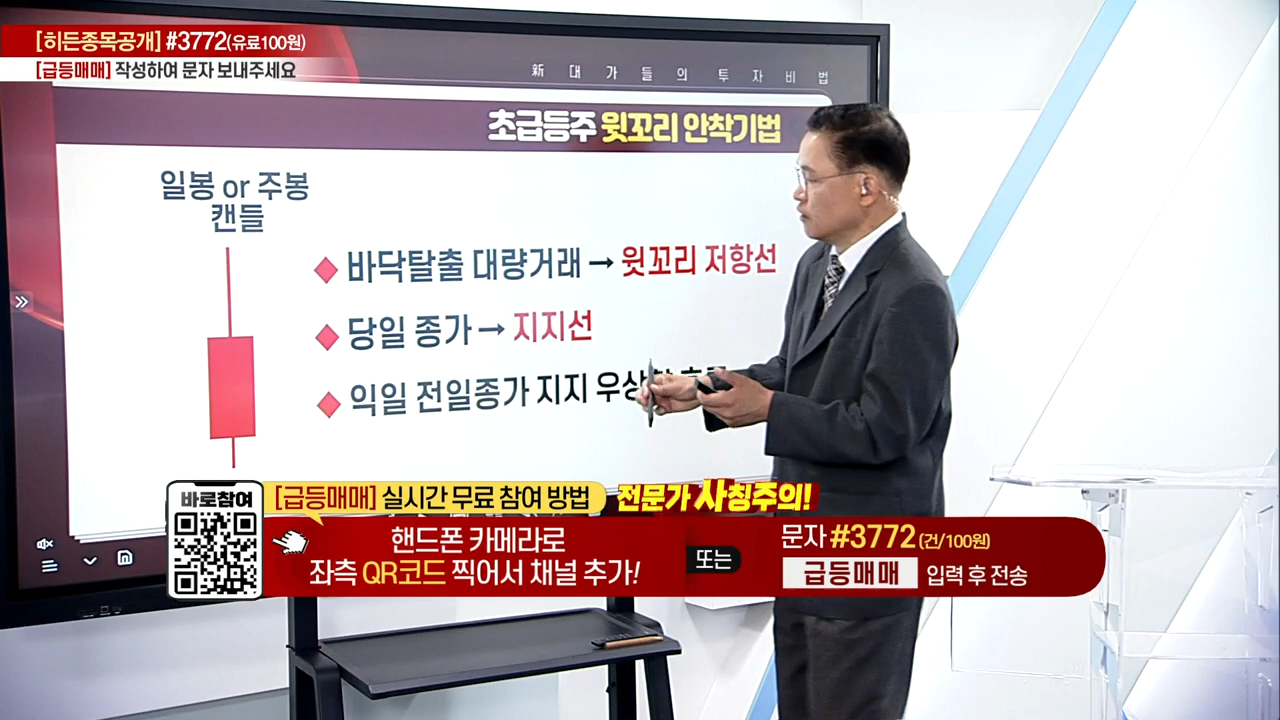 [히든종목공개] #3772(유료100원)
[급등매매] 작성하여 문자 보내주세요
新 대가들의 투자비법
초급등주 윗꼬리 안착기법
일봉 or 주봉
캔들
◆ 바닥탈출 대량거래 → 윗꼬리 저항선
◆ 당일 종가 → 지지선
◆ 익일 전일종가 지지
바로참여
[급등매매] 실시간 무료 참여 방법
전문가 사칭주의!
핸드폰 카메라로
좌측 QR코드 찍어서 채널 추가!
또는
문자 #3772 (건/100원)
급등매매 입력 후 전송